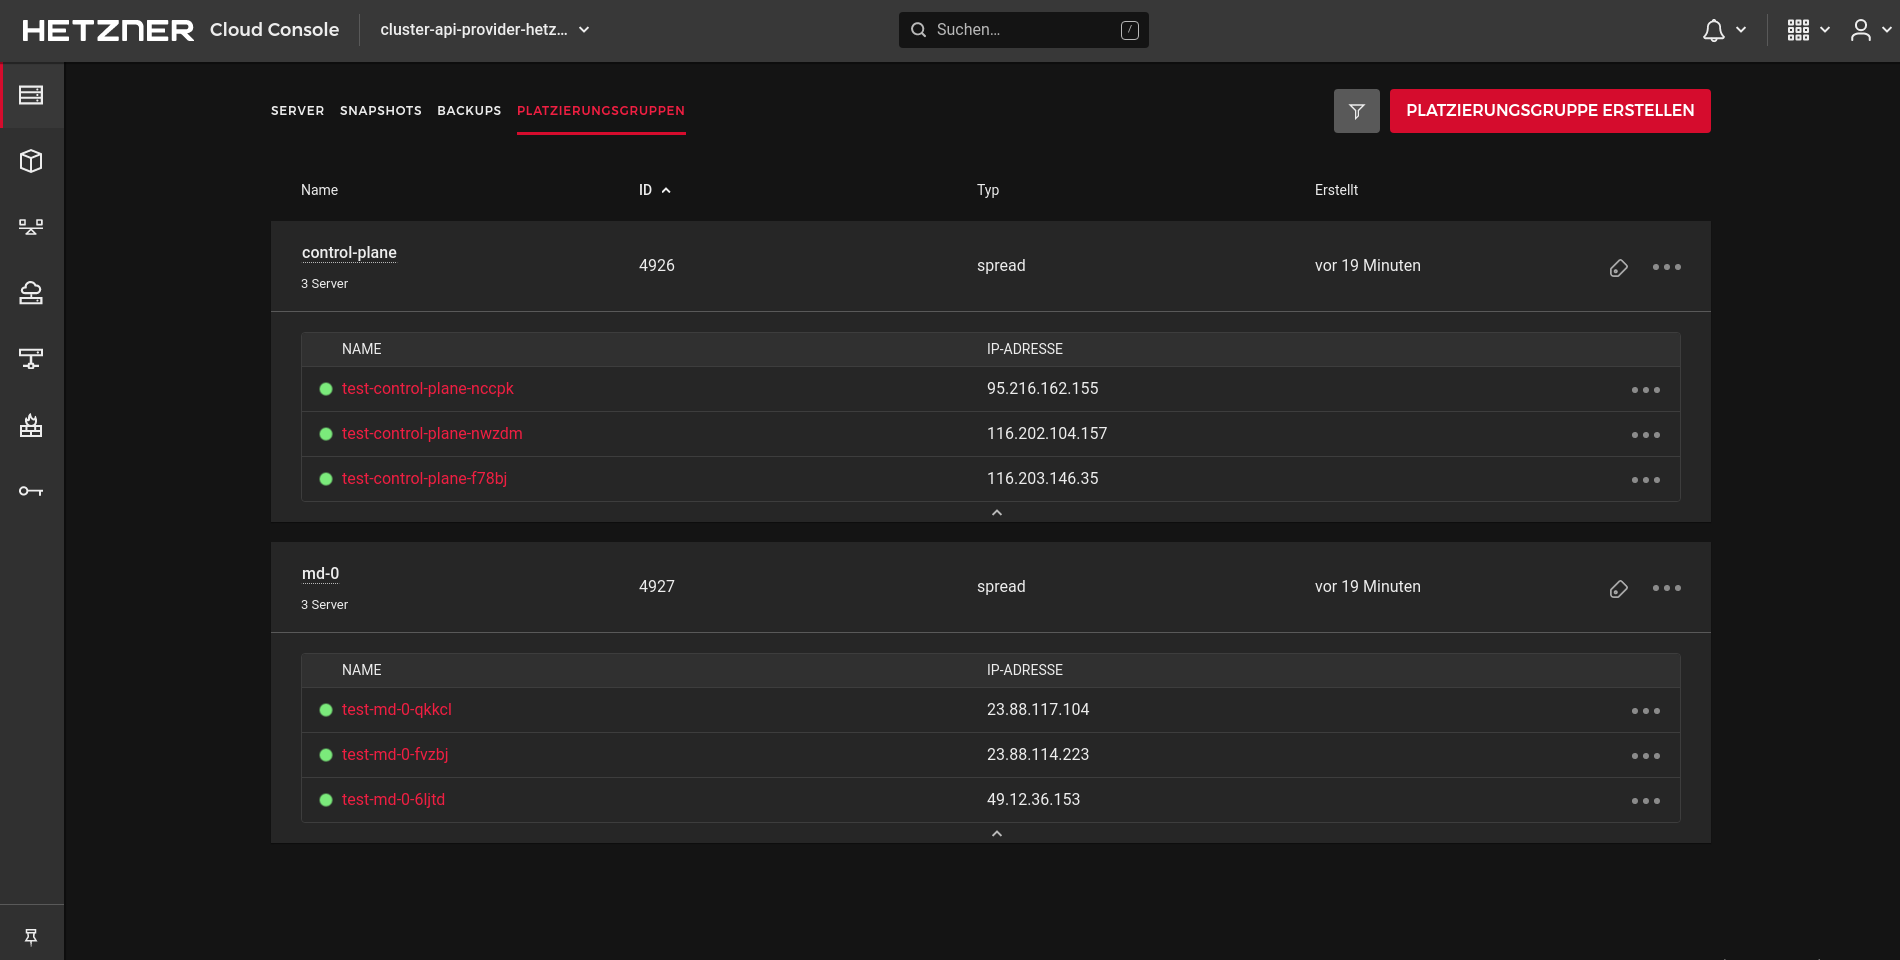 HETZNER Cloud Console cluster-api-provider-hetz... Suchen... /
SERVER SNAPSHOTS BACKUPS PLATZIERUNGSGRUPPEN PLATZIERUNGSGRUPPE ERSTELLEN
Name ID Typ Erstellt
control-plane
4926 spread vor 19 Minuten
3 Server
NAME IP-ADRESSE
test-control-plane-nccpk 95.216.162.155
test-control-plane-nwzdm 116.202.104.157
test-control-plane-f78bj 116.203.146.35
md-0
4927 spread vor 19 Minuten
3 Server
NAME IP-ADRESSE
test-md-0-qkkcl 23.88.117.104
test-md-0-fvzbj 23.88.114.223
test-md-0-6ljtd 49.12.36.153